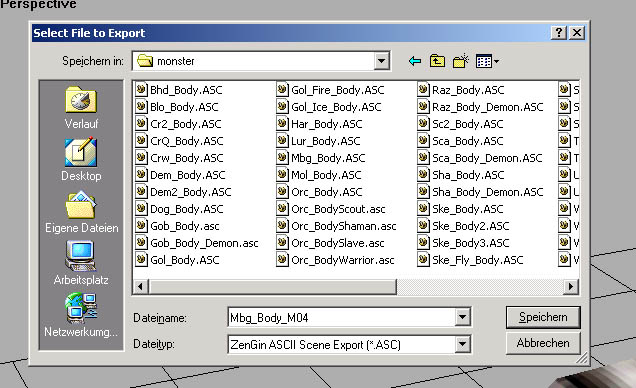 Perspective
Select File to Export
Speichern in: monster
Verlauf
Desktop
Eigene Dateien
Arbeitsplatz
Netzwerkumg...
Bhd_Body.ASC
Blo_Body.ASC
Cr2_Body.ASC
CrQ_Body.ASC
Crw_Body.ASC
Dem_Body.ASC
Dem2_Body.ASC
Dog_Body.ASC
Gob_Body.asc
Gob_Body_Demon.asc
Gol_Body.ASC
Gol_Fire_Body.ASC
Gol_Ice_Body.ASC
Har_Body.ASC
Lur_Body.ASC
Mbg_Body.ASC
Mol_Body.ASC
Orc_Body.ASC
Orc_BodyScout.asc
Orc_BodyShaman.asc
Orc_BodySlave.asc
Orc_BodyWarrior.asc
Raz_Body.ASC
Raz_Body_Demon.ASC
Sc2_Body.ASC
Sca_Body.ASC
Sca_Body_Demon.ASC
Sha_Body.ASC
Sha_Body_Demon.ASC
Ske_Body.ASC
Ske_Body2.ASC
Ske_Body3.ASC
Ske_Fly_Body.ASC
Dateiname: Mbg_Body_M04
Speichern
Dateityp: ZenGin ASCII Scene Export (*.ASC)
Abbrechen